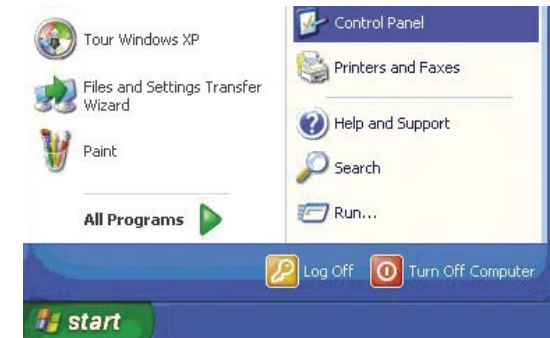 Tour Windows XP
Files and Settings Transfer
Wizard
Paint
All Programs
Control Panel
Printers and Faxes
Help and Support
Search
Run...
Log Off
Turn Off Computer
start